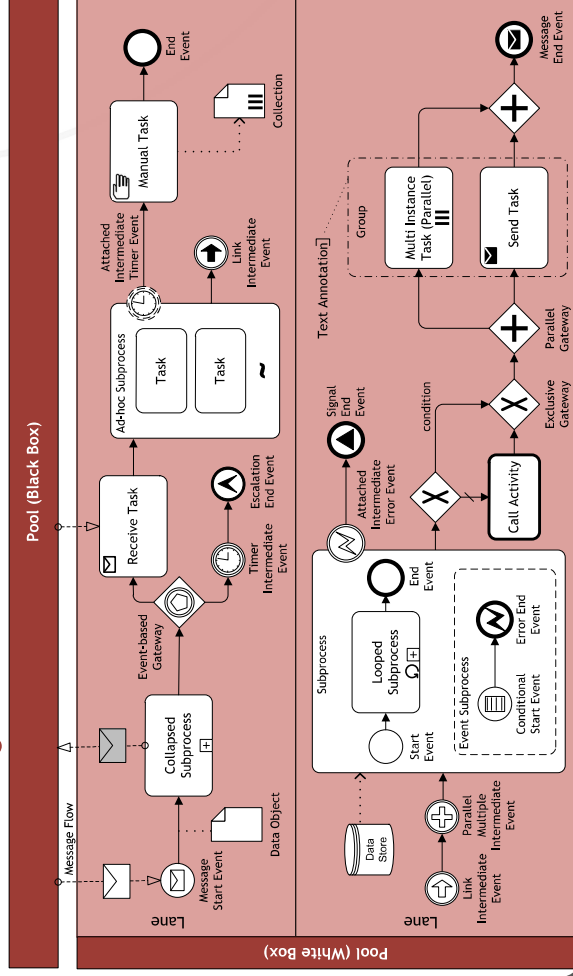 Pool (Black Box)
Message Flow
Pool (White Box)
Lane
Message
Start Event
Data Object
Collapsed
Subprocess
Event-based
Gateway
Receive Task
Timer
Intermediate
Event
Escalation
End Event
Ad-hoc Subprocess
Task
Task
~
Attached
Intermediate
Timer Event
Link
Intermediate
Event
Manual Task
Collection
End
Event
Lane
Link
Intermediate
Event
Parallel
Multiple
Intermediate
Event
Data
Store
Subprocess
Start
Event
Looped
Subprocess
End
Event
Event Subprocess
Conditional
Start Event
Error End
Event
Attached
Intermediate
Error Event
Signal
End
Event
condition
Call Activity
Exclusive
Gateway
Parallel
Gateway
Text Annotation
Group
Multi Instance
Task (Parallel)
Send Task
Message
End Event